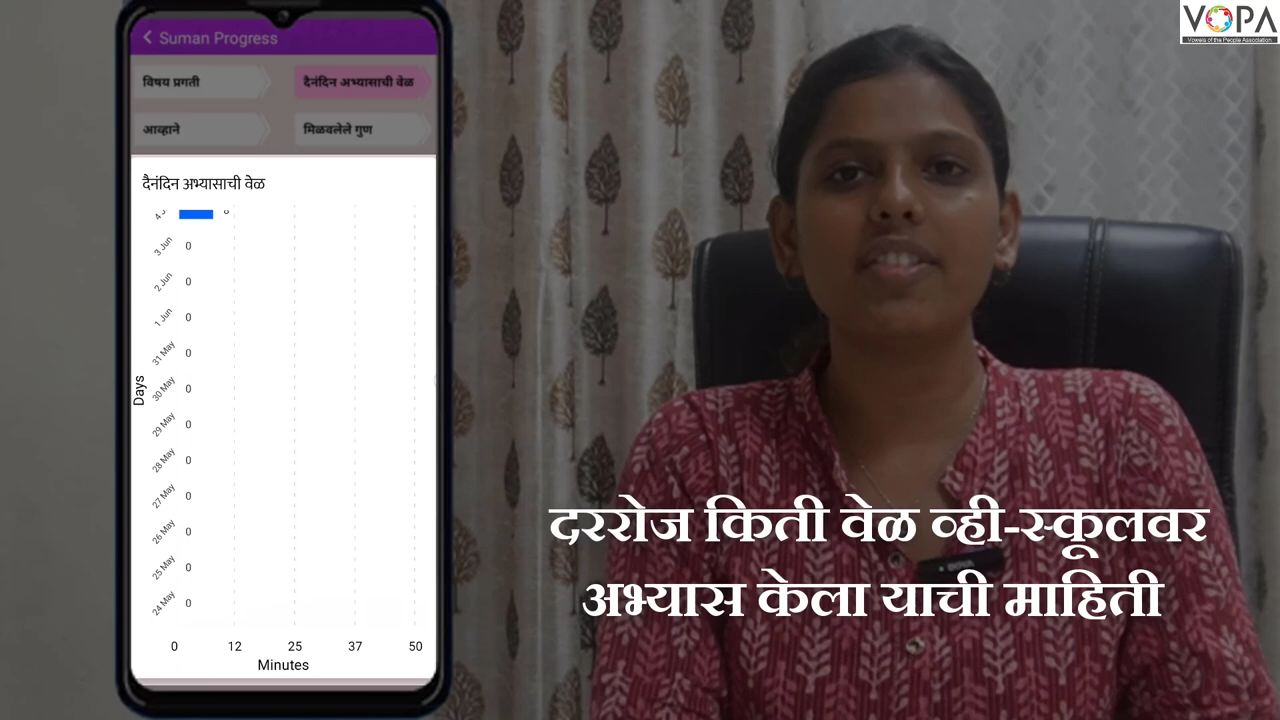 Suman Progress
विषय प्रगती
दैनंदिन अभ्यासाची वेळ
आव्हाने
मिळवलेले गुण
दैनंदिन अभ्यासाची वेळ
3 Jun 0
2 Jun 0
1 Jun 0
31 May 0
30 May 0
29 May 0
28 May 0
27 May 0
26 May 0
25 May 0
24 May 0
Days
0 12 25 37 50
Minutes
VOPA
Vowels of the People Association
दररोज किती वेळ व्ही-स्कूलवर
अभ्यास केला याची माहिती